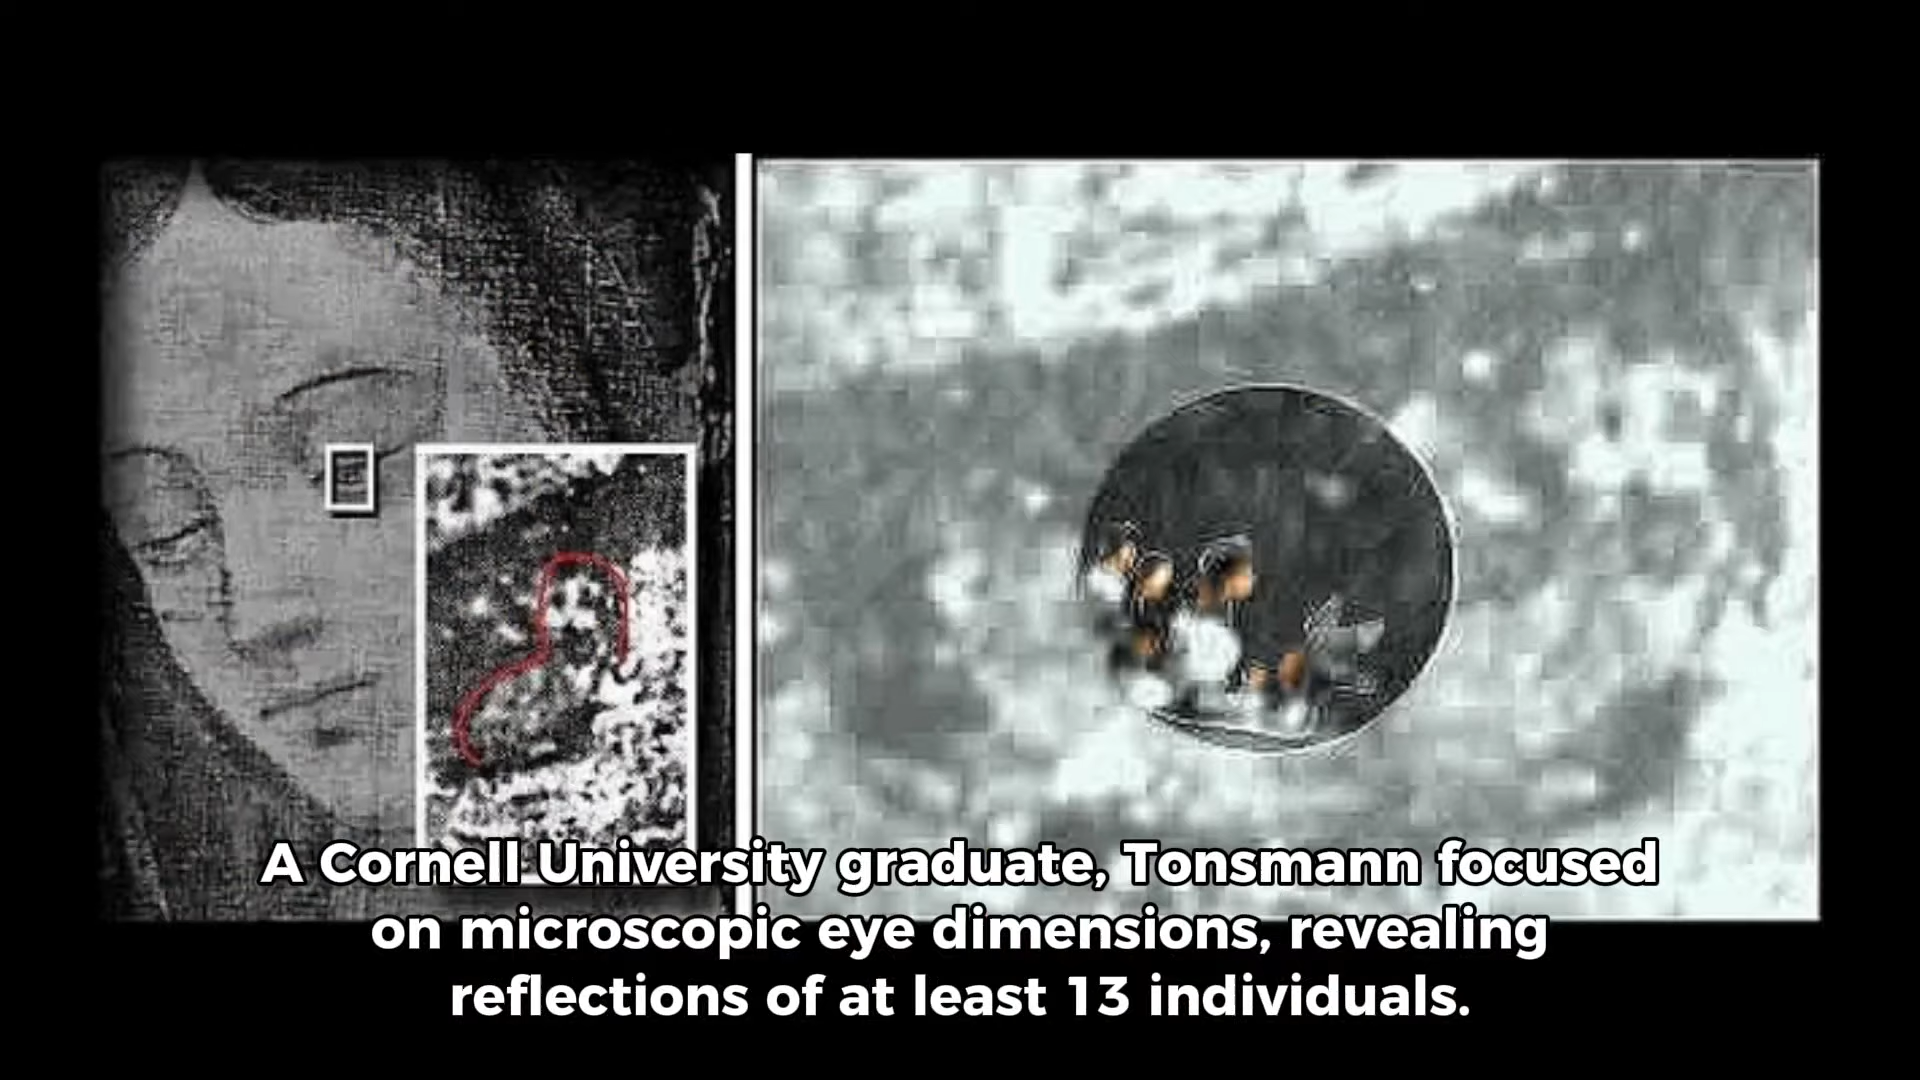 A Cornell University graduate, Tonsmann focused
on microscopic eye dimensions, revealing
reflections of at least 13 individuals.